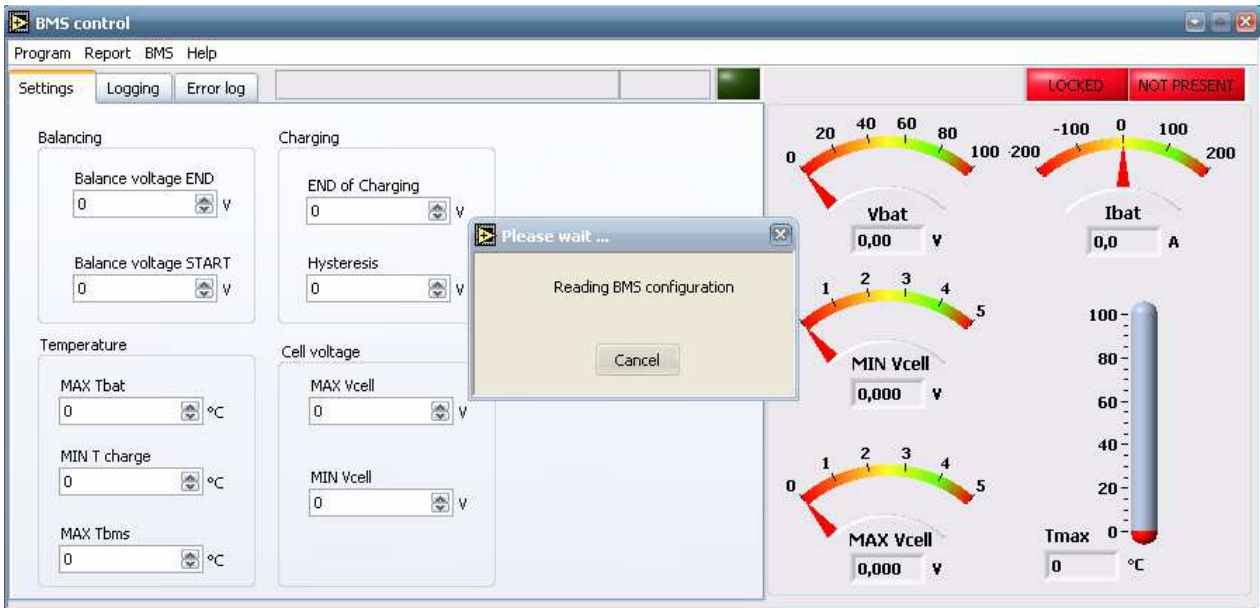 BMS control
Program Report BMS Help
Settings Logging Error log
LOCKED NOT PRESENT
Balancing
Balance voltage END
0 V
Balance voltage START
0 V
Charging
END of Charging
0 V
Hysteresis
0 V
Temperature
MAX Tbat
0 °C
MIN T charge
0 °C
MAX Tbms
0 °C
Cell voltage
MAX Vcell
0 V
MIN Vcell
0 V
Please wait ...
Reading BMS configuration
Cancel
0 20 40 60 80 100
Vbat
0,00 V
-200 -100 0 100 200
Ibat
0,0 A
0 1 2 3 4 5
MIN Vcell
0,000 V
0 1 2 3 4 5
MAX Vcell
0,000 V
100
80
60
40
20
0
Tmax
0 °C